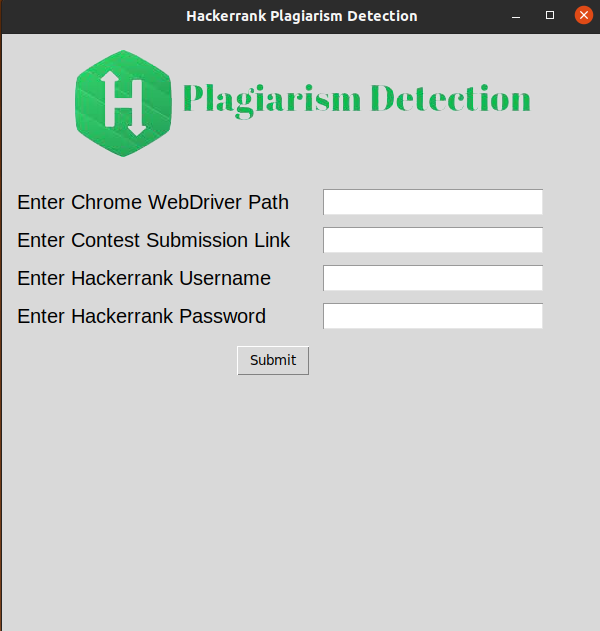 Hackerrank Plagiarism Detection
H Plagiarism Detection
Enter Chrome WebDriver Path
Enter Contest Submission Link
Enter Hackerrank Username
Enter Hackerrank Password
Submit